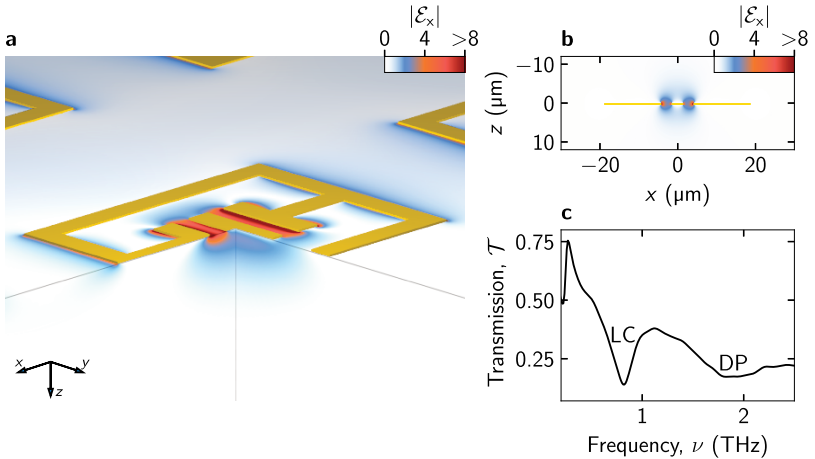 a
|ℰx|
0 4 >8
x y
z
b
|ℰx|
0 4 >8
−10
0
10
z (μm)
−20 0 20
x (μm)
c
0.75
0.50
0.25
Transmission, 𝒯
LC
DP
1 2
Frequency, ν (THz)